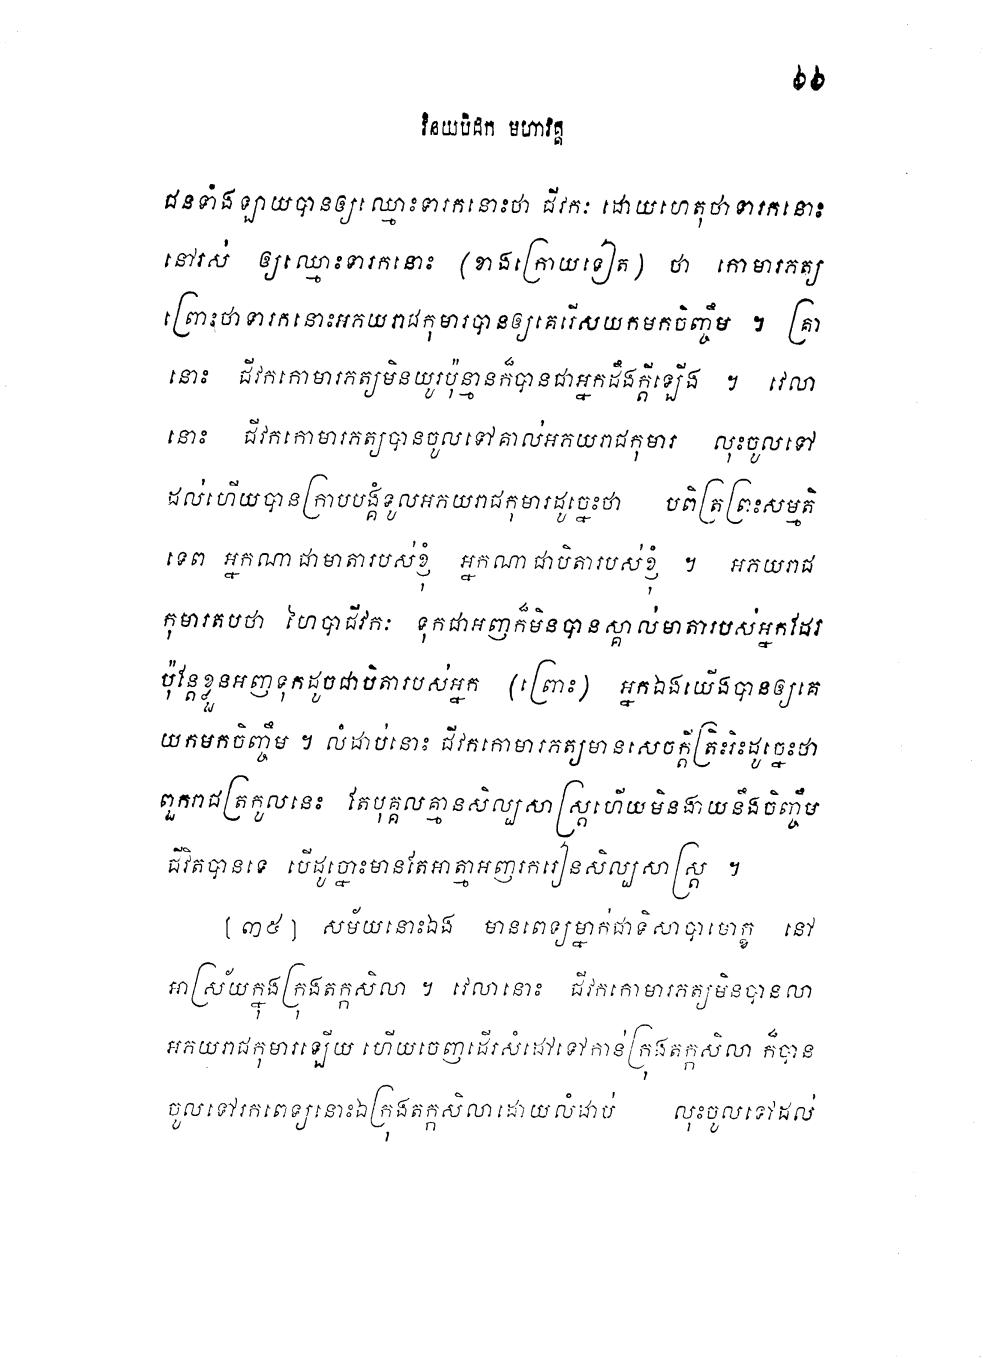 ៦៦
វិនយបិដក មហាវគ្គ
ជនទាំងឡាយបានឲ្យឈ្មោះទារកនោះថា ជីវកៈ ដោយហេតុថាទារកនោះ
នៅរស់ ឲ្យឈ្មោះទារកនោះ (ខាងក្រោយទៀត) ថា កោមារភត្យ
ព្រោះថាទារកនោះអភយរាជកុមារបានឲ្យគេរើសយកមកចិញ្ចឹម ។ គ្រា
នោះ ជីវកកោមារភត្យមិនយូរប៉ុន្មានក៏បានជាអ្នកដឹងក្តីឡើង ។ វេលា
នោះ ជីវកកោមារភត្យបានចូលទៅគាល់អភយរាជកុមារ លុះចូលទៅ
ដល់ហើយបានក្រាបបង្គំទូលអភយរាជកុមារដូច្នេះថា បពិត្រព្រះសម្មតិ
ទេព អ្នកណាជាមាតារបស់ខ្ញុំ អ្នកណាជាបិតារបស់ខ្ញុំ ។ អភយរាជ
កុមារតបថា ហៃបាជីវកៈ ទុកជាអញក៏មិនបានស្គាល់មាតារបស់អ្នកដែរ
ប៉ុន្តែខ្លួនអញទុកដូចជាបិតារបស់អ្នក (ព្រោះ) អ្នកឯងយើងបានឲ្យគេ
យកមកចិញ្ចឹម ។ លំដាប់នោះ ជីវកកោមារភត្យមានសេចក្តីត្រិះរិះដូច្នេះថា
ពួករាជត្រកូលនេះ តែបុគ្គលគ្មានសិល្បសាស្ត្រហើយមិនងាយនឹងចិញ្ចឹម
ជីវិតបានទេ បើដូច្នោះមានតែអាត្មាអញរករៀនសិល្បសាស្ត្រ ។
[៣៥] សម័យនោះឯង មានពេទ្យម្នាក់ជាទិសាបាមោក្ខ នៅ
អាស្រ័យក្នុងក្រុងតក្កសិលា ។ វេលានោះ ជីវកកោមារភត្យមិនបានលា
អភយរាជកុមារឡើយ ហើយចេញដើរសំដៅទៅកាន់ក្រុងតក្កសិលា ក៏បាន
ចូលទៅរកពេទ្យនោះឯក្រុងតក្កសិលាដោយលំដាប់ លុះចូលទៅដល់